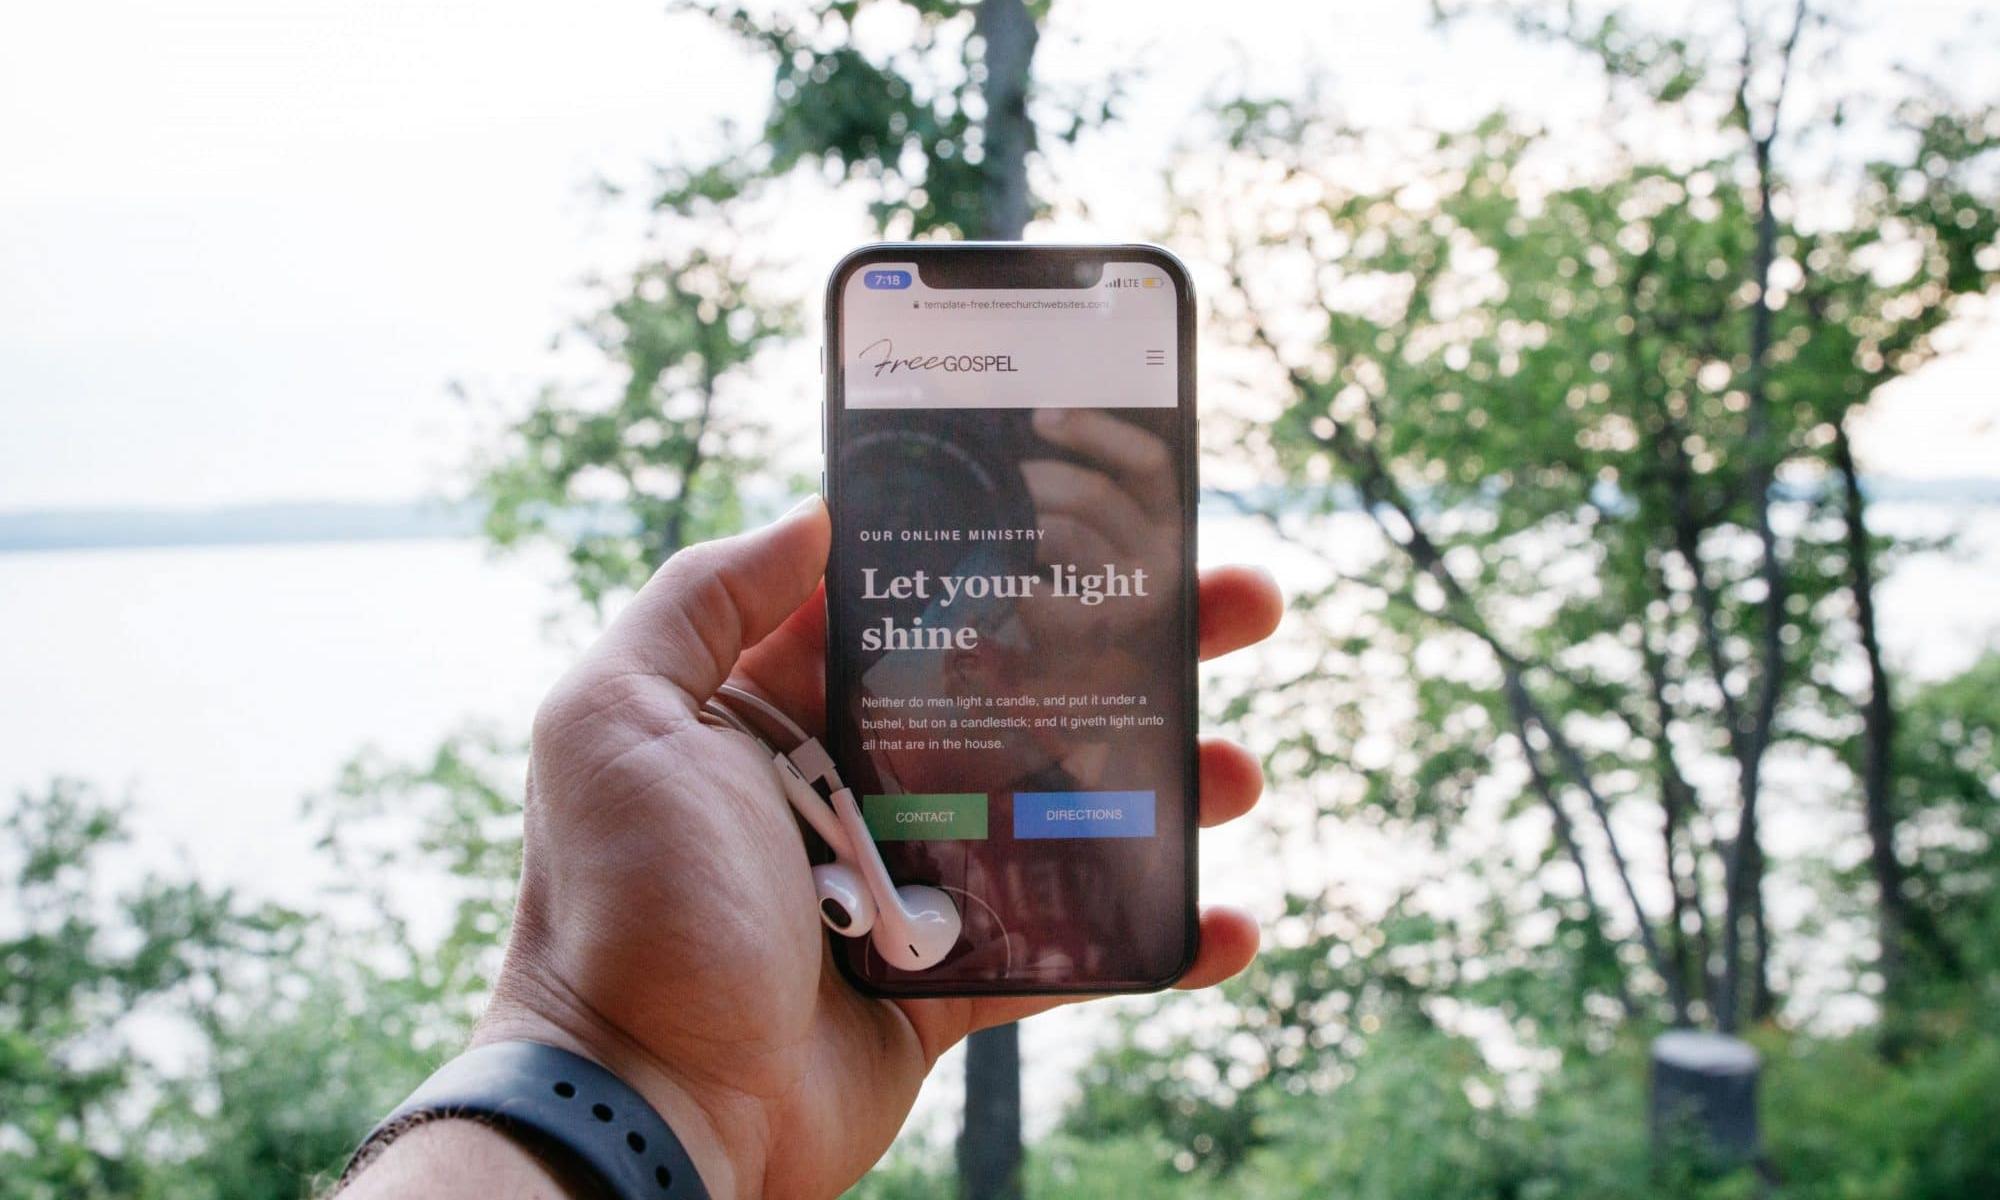 7:18 LTE
template-free.freechurchwebsites.com
Free GOSPEL
OUR ONLINE MINISTRY
Let your light
shine
Neither do men light a candle, and put it under a
bushel, but on a candlestick; and it giveth light unto
all that are in the house.
CONTACT DIRECTIONS